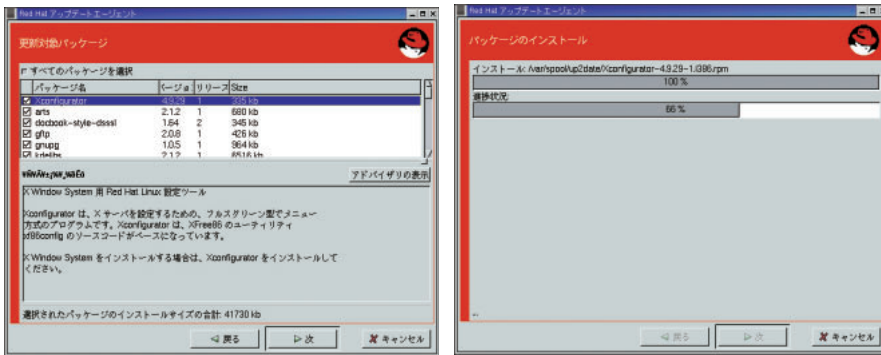 Red Hat アップデートエージェント
更新対象パッケージ
すべてのパッケージを選択
パッケージ名 リリース Size
Xconfigurator 4.9.29 1 335 kb
arts 2.1.2 1 680 kb
docbook-style-dsssl 1.64 2 345 kb
gftp 2.0.8 1 426 kb
gnupg 1.0.5 1 964 kb
kdelibs 2.1.2 1 6516 kb
アドバイザリの表示
X Window System 用 Red Hat Linux 設定ツール
Xconfigurator は、X サーバを設定するための、フルスクリーン型でメニュー
方式のプログラムです。Xconfigurator は、XFree86 のユーティリティ
xf86config のソースコードがベースになっています。
X Window System をインストールする場合は、Xconfigurator をインストールして
ください。
選択されたパッケージのインストールサイズの合計: 41730 kb
戻る 次 キャンセル
Red Hat アップデートエージェント
パッケージのインストール
インストール: /var/spool/up2date/Xconfigurator-4.9.29-1.i386.rpm
100 %
進捗状況:
66 %
戻る 次 キャンセル